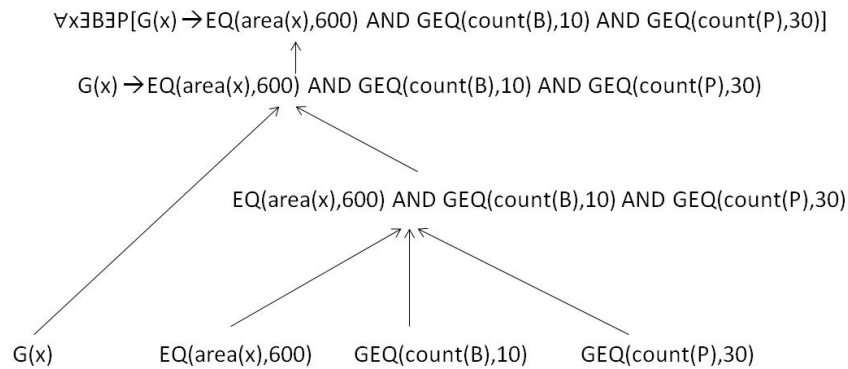 ∀x∃B∃P[G(x) →EQ(area(x),600) AND GEQ(count(B),10) AND GEQ(count(P),30)]
G(x) →EQ(area(x),600) AND GEQ(count(B),10) AND GEQ(count(P),30)
EQ(area(x),600) AND GEQ(count(B),10) AND GEQ(count(P),30)
G(x) EQ(area(x),600) GEQ(count(B),10) GEQ(count(P),30)